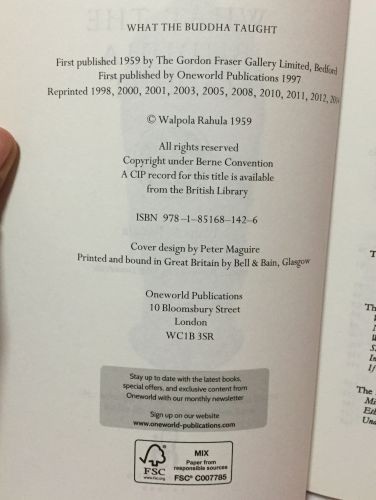 WHAT THE BUDDHA TAUGHT
First published 1959 by The Gordon Fraser Gallery Limited, Bedford
First published by Oneworld Publications 1997
Reprinted 1998, 2000, 2001, 2003, 2005, 2008, 2010, 2011, 2012,
© Walpola Rahula 1959
All rights reserved
Copyright under Berne Convention
A CIP record for this title is available
from the British Library
ISBN 978–1–85168–142–6
Cover design by Peter Maguire
Printed and bound in Great Britain by Bell & Bain, Glasgow
Oneworld Publications
10 Bloomsbury Street
London
WC1B 3SR
Stay up to date with the latest books,
special offers, and exclusive content from
Oneworld with our monthly newsletter
Sign up on our website
www.oneworld-publications.com
FSC
www.fsc.org
MIX
Paper from
responsible sources
FSC® C007785